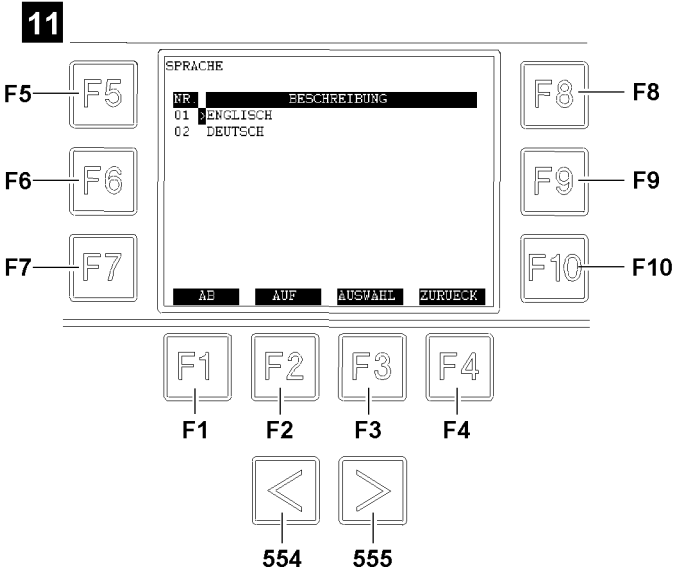 11
SPRACHE
F5 F5
NR. BESCHREIBUNG
F8 F8
01 >ENGLISCH
02 DEUTSCH
F6 F6
F9 F9
F7 F7
F10 F10
AB AUF AUSWAHL ZURUECK
F1 F2 F3 F4
F1 F2 F3 F4
< >
554 555